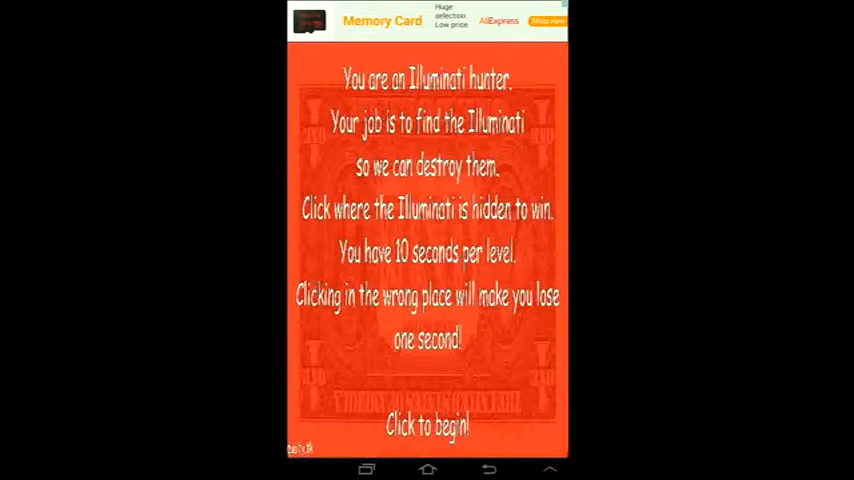 Memory Card
Huge
selection
Low price.
AliExpress
Shop now
You are an Illuminati hunter.
Your job is to find the Illuminati
so we can destroy them.
Click where the Illuminati is hidden to win.
You have 10 seconds per level.
Clicking in the wrong place will make you lose
one second!
Click to begin!